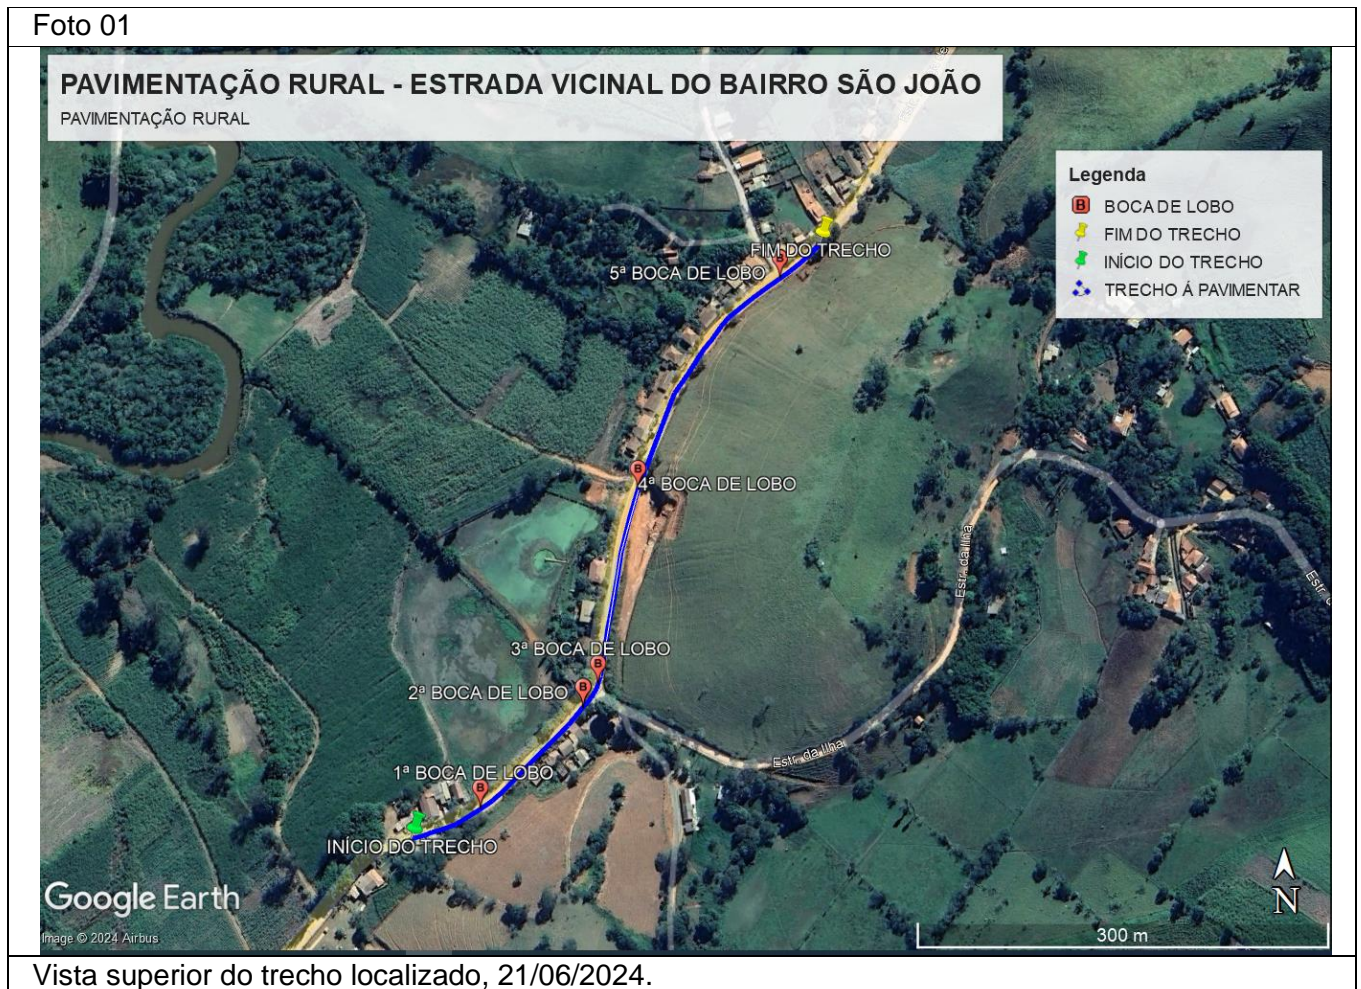 Foto 01
PAVIMENTAÇÃO RURAL - ESTRADA VICINAL DO BAIRRO SÃO JOÃO
PAVIMENTAÇÃO RURAL
Legenda
BOCA DE LOBO
FIM DO TRECHO
INÍCIO DO TRECHO
TRECHO Á PAVIMENTAR
FIM DO TRECHO
5ª BOCA DE LOBO
B
4ª BOCA DE LOBO
Estr. da Ilha
3ª BOCA DE LOBO
B
2ª BOCA DE LOBO
B
Estr. da Ilha
1ª BOCA DE LOBO
B
INÍCIO DO TRECHO
Google Earth
Image © 2024 Airbus
N
300 m
Vista superior do trecho localizado, 21/06/2024.